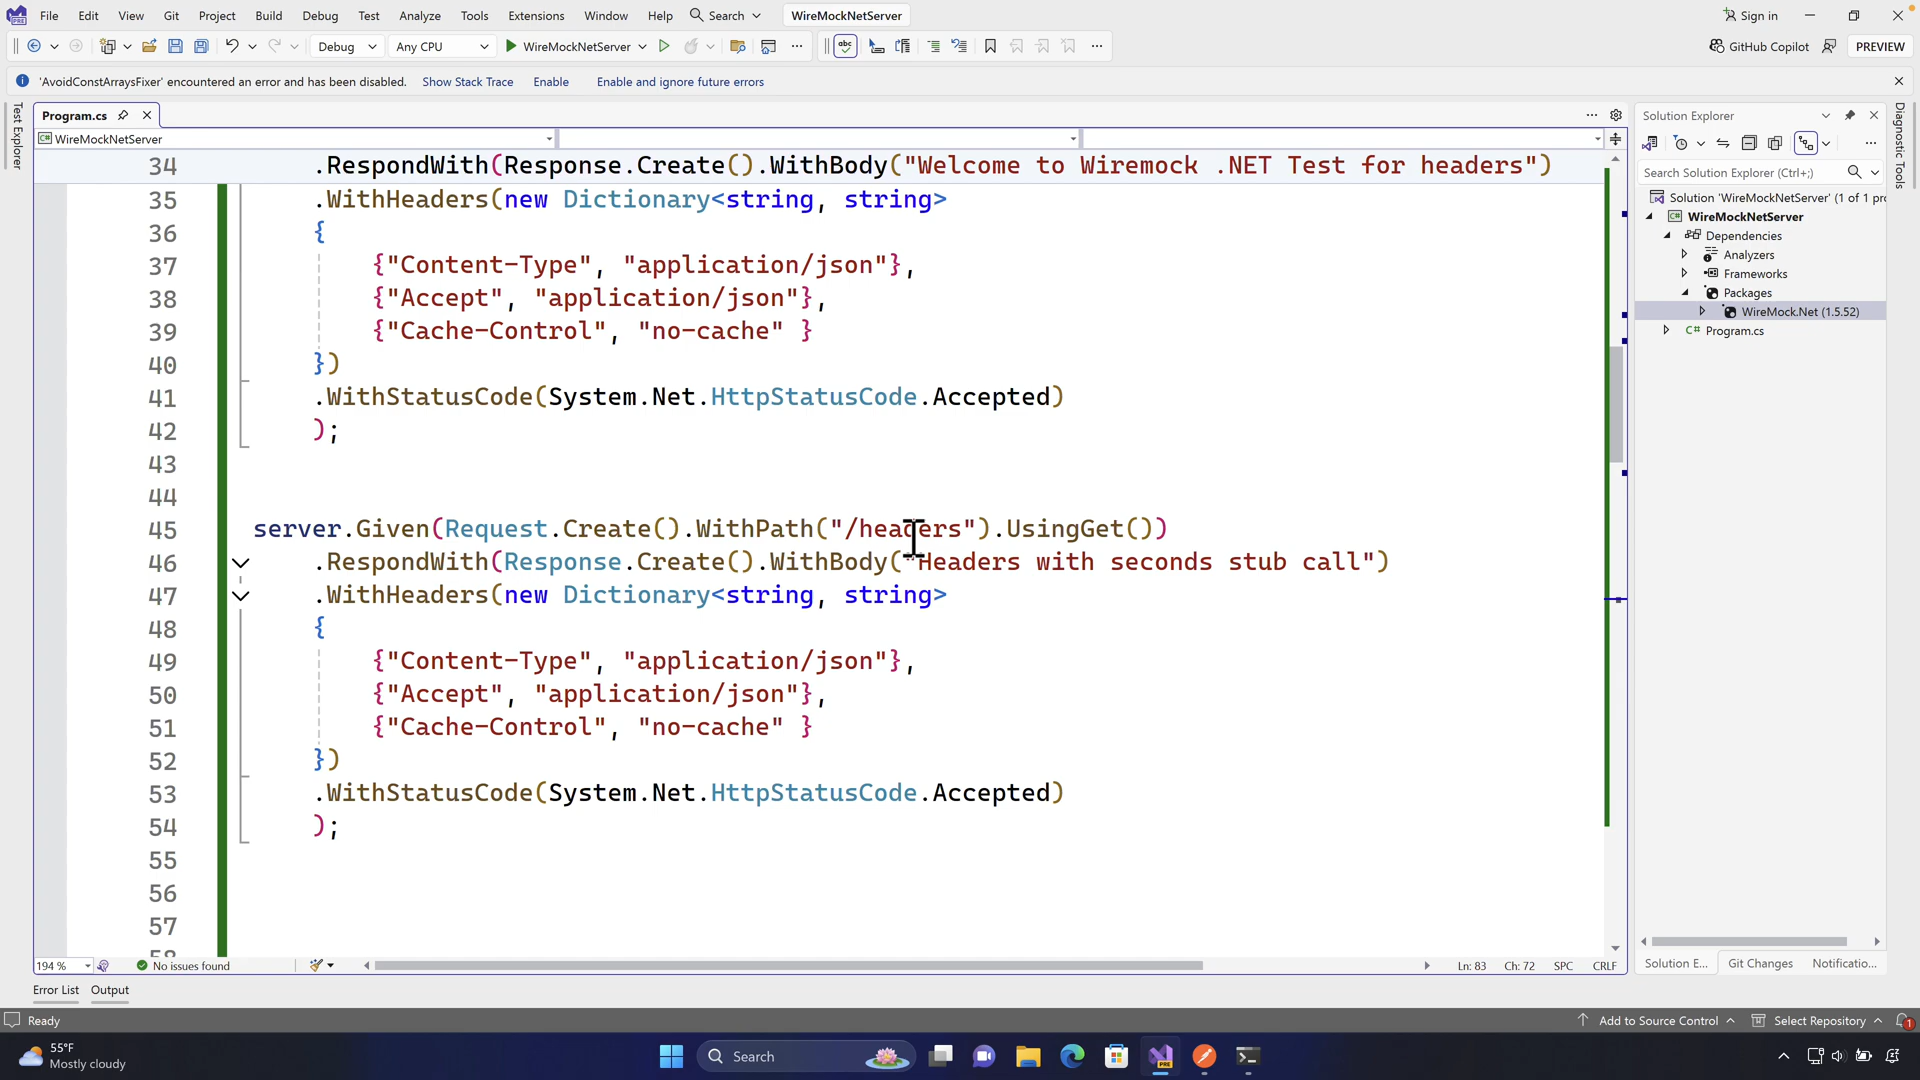 File Edit View Git Project Build Debug Test Analyze Tools Extensions Window Help Search WireMockNetServer Sign in
Debug Any CPU WireMockNetServer GitHub Copilot PREVIEW
'AvoidConstArraysFixer' encountered an error and has been disabled. Show Stack Trace Enable Enable and ignore future errors
Test Explorer
Program.cs
WireMockNetServer
34 .RespondWith(Response.Create().WithBody("Welcome to Wiremock .NET Test for headers")
35 .WithHeaders(new Dictionary<string, string>
36 {
37 {"Content-Type", "application/json"},
38 {"Accept", "application/json"},
39 {"Cache-Control", "no-cache" }
40 })
41 .WithStatusCode(System.Net.HttpStatusCode.Accepted)
42 );
43
44
45 server.Given(Request.Create().WithPath("/headers").UsingGet())
46 .RespondWith(Response.Create().WithBody("Headers with seconds stub call")
47 .WithHeaders(new Dictionary<string, string>
48 {
49 {"Content-Type", "application/json"},
50 {"Accept", "application/json"},
51 {"Cache-Control", "no-cache" }
52 })
53 .WithStatusCode(System.Net.HttpStatusCode.Accepted)
54 );
55
56
57
58
194 % No issues found Ln: 83 Ch: 72 SPC CRLF
Solution Explorer
Search Solution Explorer (Ctrl+;)
Solution 'WireMockNetServer' (1 of 1 pr
WireMockNetServer
Dependencies
Analyzers
Frameworks
Packages
WireMock.Net (1.5.52)
C# Program.cs
Solution E... Git Changes Notificatio...
Diagnostic Tools
Error List Output
Ready Add to Source Control Select Repository 1
55°F
Mostly cloudy
Search